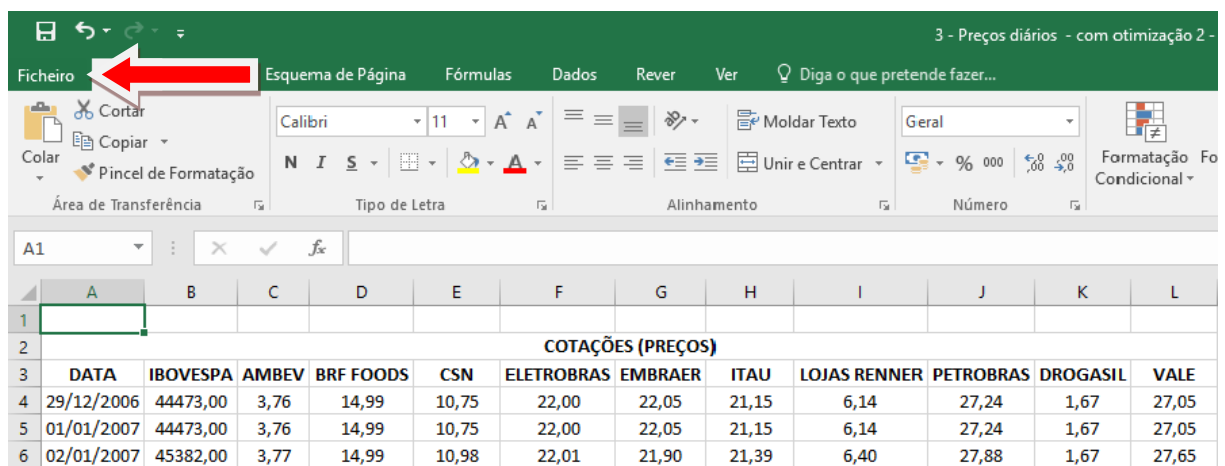 3 - Preços diários - com otimização 2 -
Ficheiro Esquema de Página Fórmulas Dados Rever Ver Diga o que pretende fazer...
Cortar
Copiar
Colar
Pincel de Formatação
Área de Transferência
Calibri 11 A A
N I S A
Tipo de Letra
Moldar Texto
Unir e Centrar
Alinhamento
Geral
% 000 ,00 ,00 ,0
Número
Formatação Fo
Condicional
A1 fx
A B C D E F G H I J K L
1
2 COTAÇÕES (PREÇOS)
3 DATA IBOVESPA AMBEV BRF FOODS CSN ELETROBRAS EMBRAER ITAU LOJAS RENNER PETROBRAS DROGASIL VALE
4 29/12/2006 44473,00 3,76 14,99 10,75 22,00 22,05 21,15 6,14 27,24 1,67 27,05
5 01/01/2007 44473,00 3,76 14,99 10,75 22,00 22,05 21,15 6,14 27,24 1,67 27,05
6 02/01/2007 45382,00 3,77 14,99 10,98 22,01 21,90 21,39 6,40 27,88 1,67 27,65